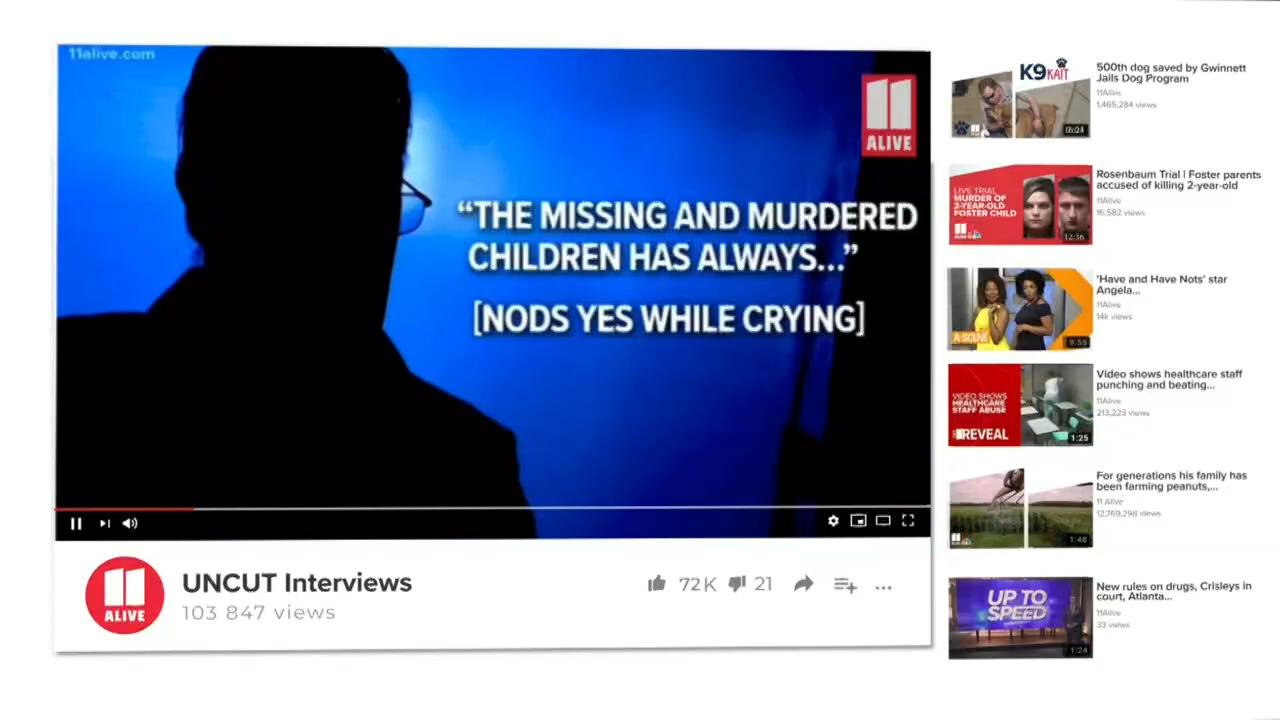 11alive.com
11
ALIVE
“THE MISSING AND MURDERED
CHILDREN HAS ALWAYS...”
[NODS YES WHILE CRYING]
11
ALIVE
UNCUT Interviews
103 847 views
72K
21
...
K9 KAIT
16:24
500th dog saved by Gwinnett
Jails Dog Program
11Alive
1,465,284 views
LIVE TRIAL
MURDER OF
2-YEAR-OLD
FOSTER CHILD
12:36
Rosenbaum Trial | Foster parents
accused of killing 2-year-old
11Alive
16,582 views
A-SCENE
9:55
'Have and Have Nots' star
Angela...
11Alive
14k views
VIDEO SHOWS
HEALTHCARE
STAFF ABUSE
REVEAL
1:25
Video shows healthcare staff
punching and beating...
11Alive
213,223 views
1:48
For generations his family has
been farming peanuts,...
11 Alive
12,769,298 views
UP TO
SPEED
1:24
New rules on drugs, Crisleys in
court, Atlanta...
11Alive
33 views